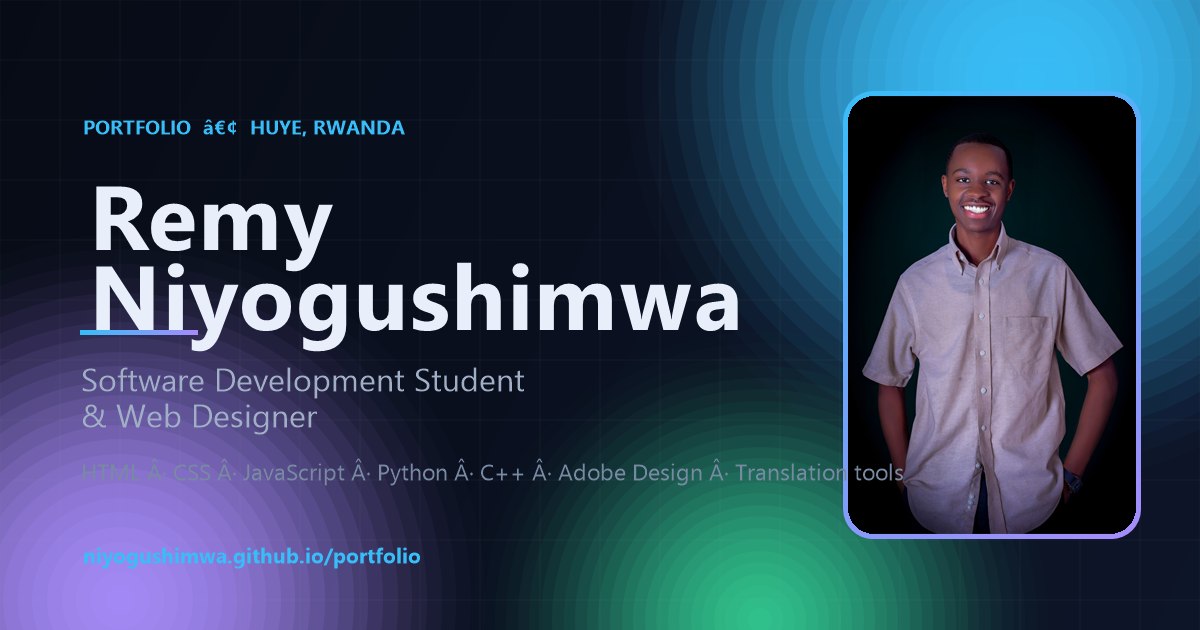 PORTFOLIO â€¢ HUYE, RWANDA
Remy
Niyogushimwa
Software Development Student
& Web Designer
HTML Â· CSS Â· JavaScript Â· Python Â· C++ Â· Adobe Design Â· Translation tools
niyogushimwa.github.io/portfolio